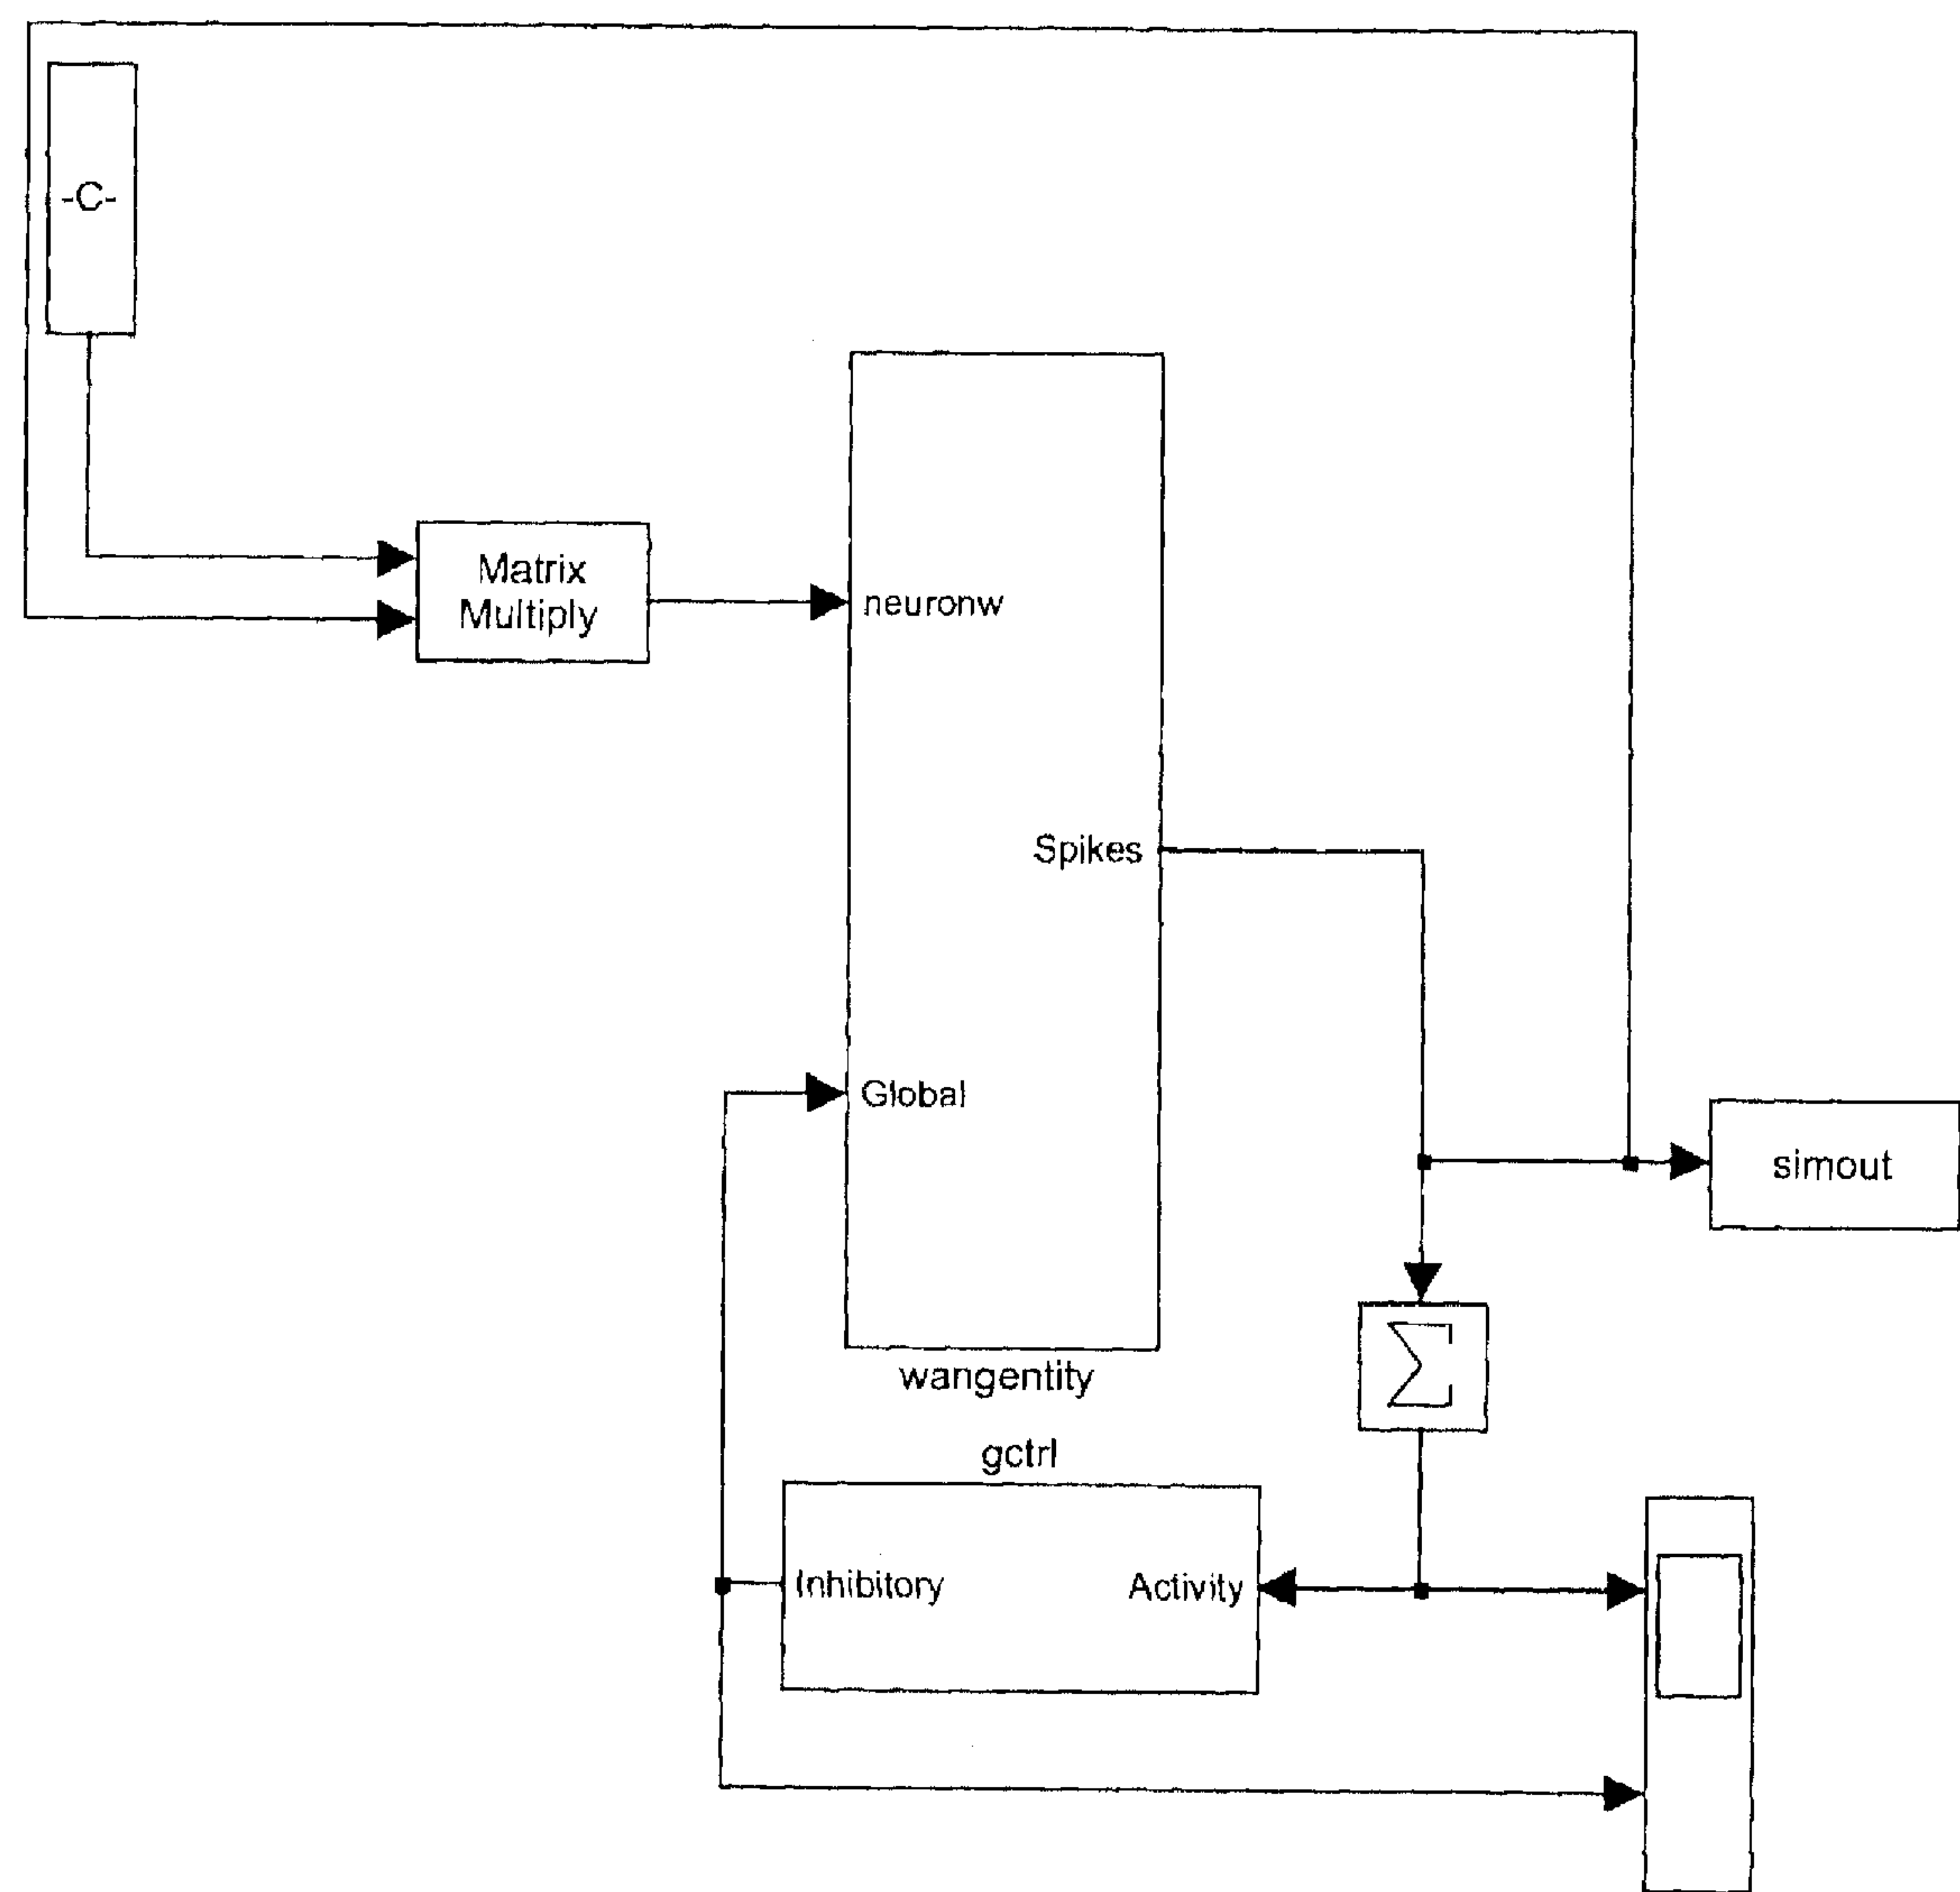 -C-
Matrix
Multiply
neuronw
Spikes
Global
simout
Σ
wangentity
gctrl
Inhibitory
Activity